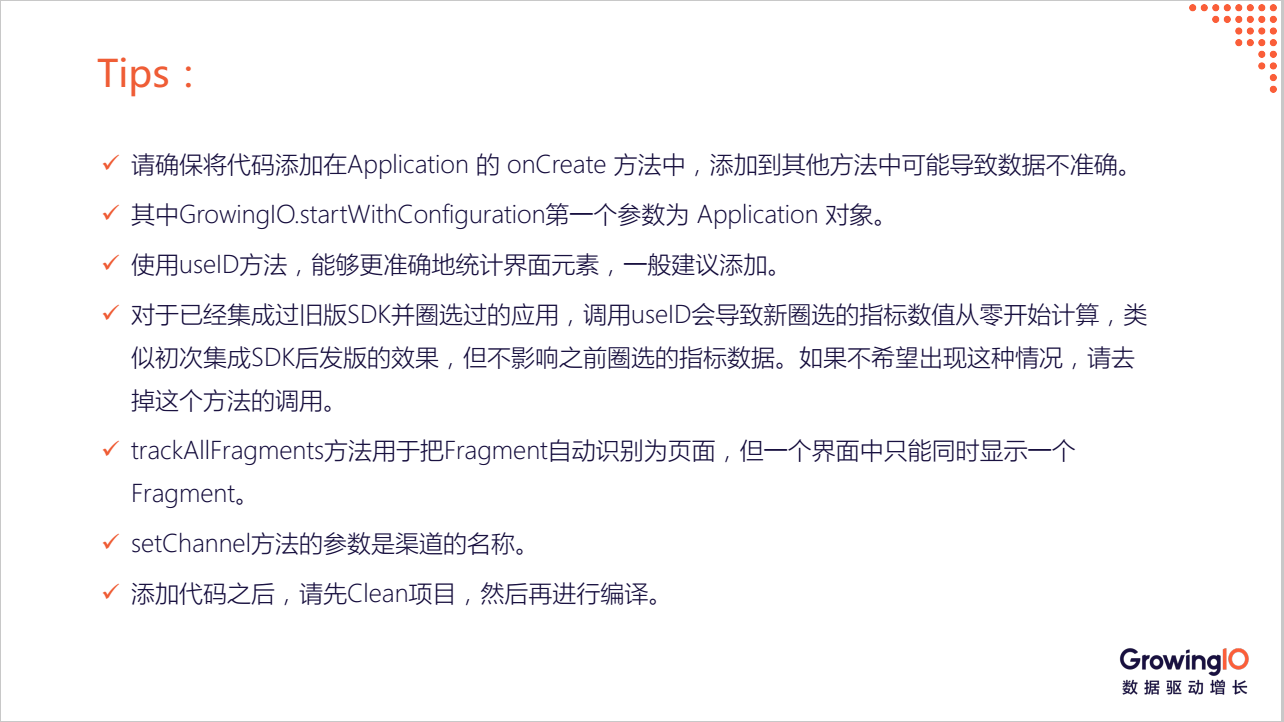 Tips：
请确保将代码添加在Application 的 onCreate 方法中，添加到其他方法中可能导致数据不准确。
其中GrowingIO.startWithConfiguration第一个参数为 Application 对象。
使用useID方法，能够更准确地统计界面元素，一般建议添加。
对于已经集成过旧版SDK并圈选过的应用，调用useID会导致新圈选的指标数值从零开始计算，类
似初次集成SDK后发版的效果，但不影响之前圈选的指标数据。如果不希望出现这种情况，请去
掉这个方法的调用。
trackAllFragments方法用于把Fragment自动识别为页面，但一个界面中只能同时显示一个
Fragment。
setChannel方法的参数是渠道的名称。
添加代码之后，请先Clean项目，然后再进行编译。
GrowingIO
数据驱动增长